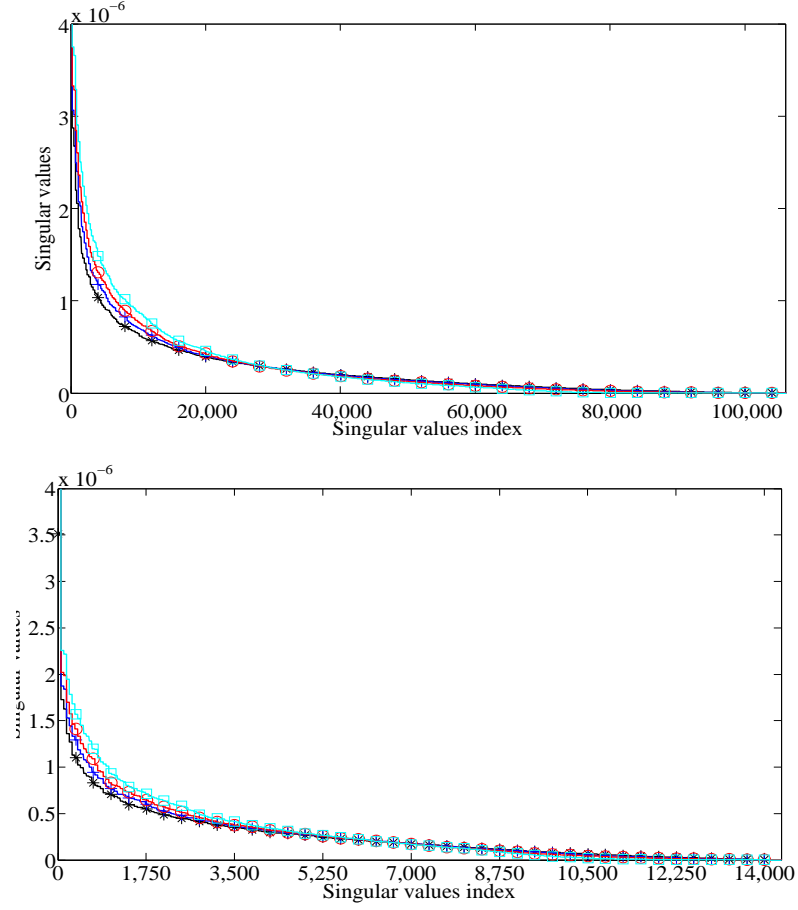 x 10^−6
4
3
2
1
0
Singular values
0 20,000 40,000 60,000 80,000 100,000
Singular values index
x 10^−6
4
3.5
3
2.5
2
1.5
1
0.5
0
Singular values
0 1,750 3,500 5,250 7,000 8,750 10,500 12,250 14,000
Singular values index